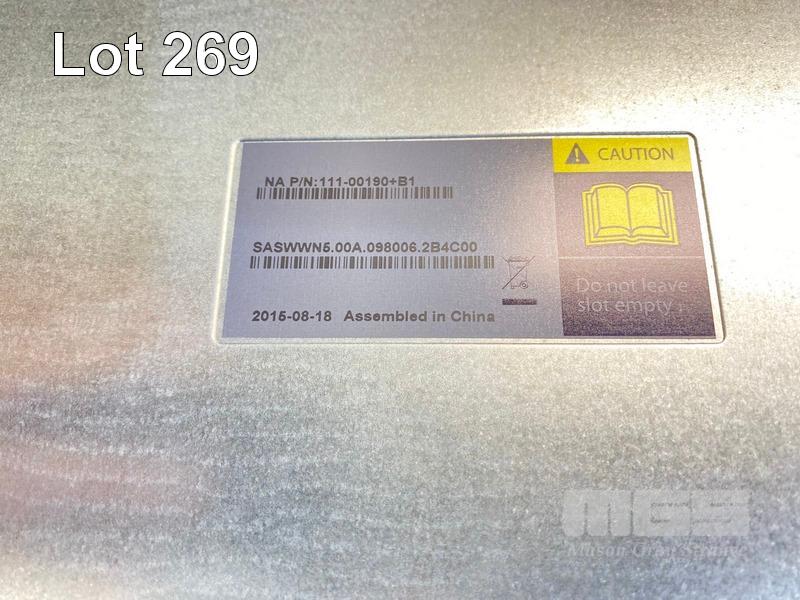 Lot 269
NA P/N:111-00190+B1
CAUTION
SASWWN5.00A.098006.2B4C00
Do not leave
slot empty
2015-08-18 Assembled in China
MGS
Mason Gray Strange